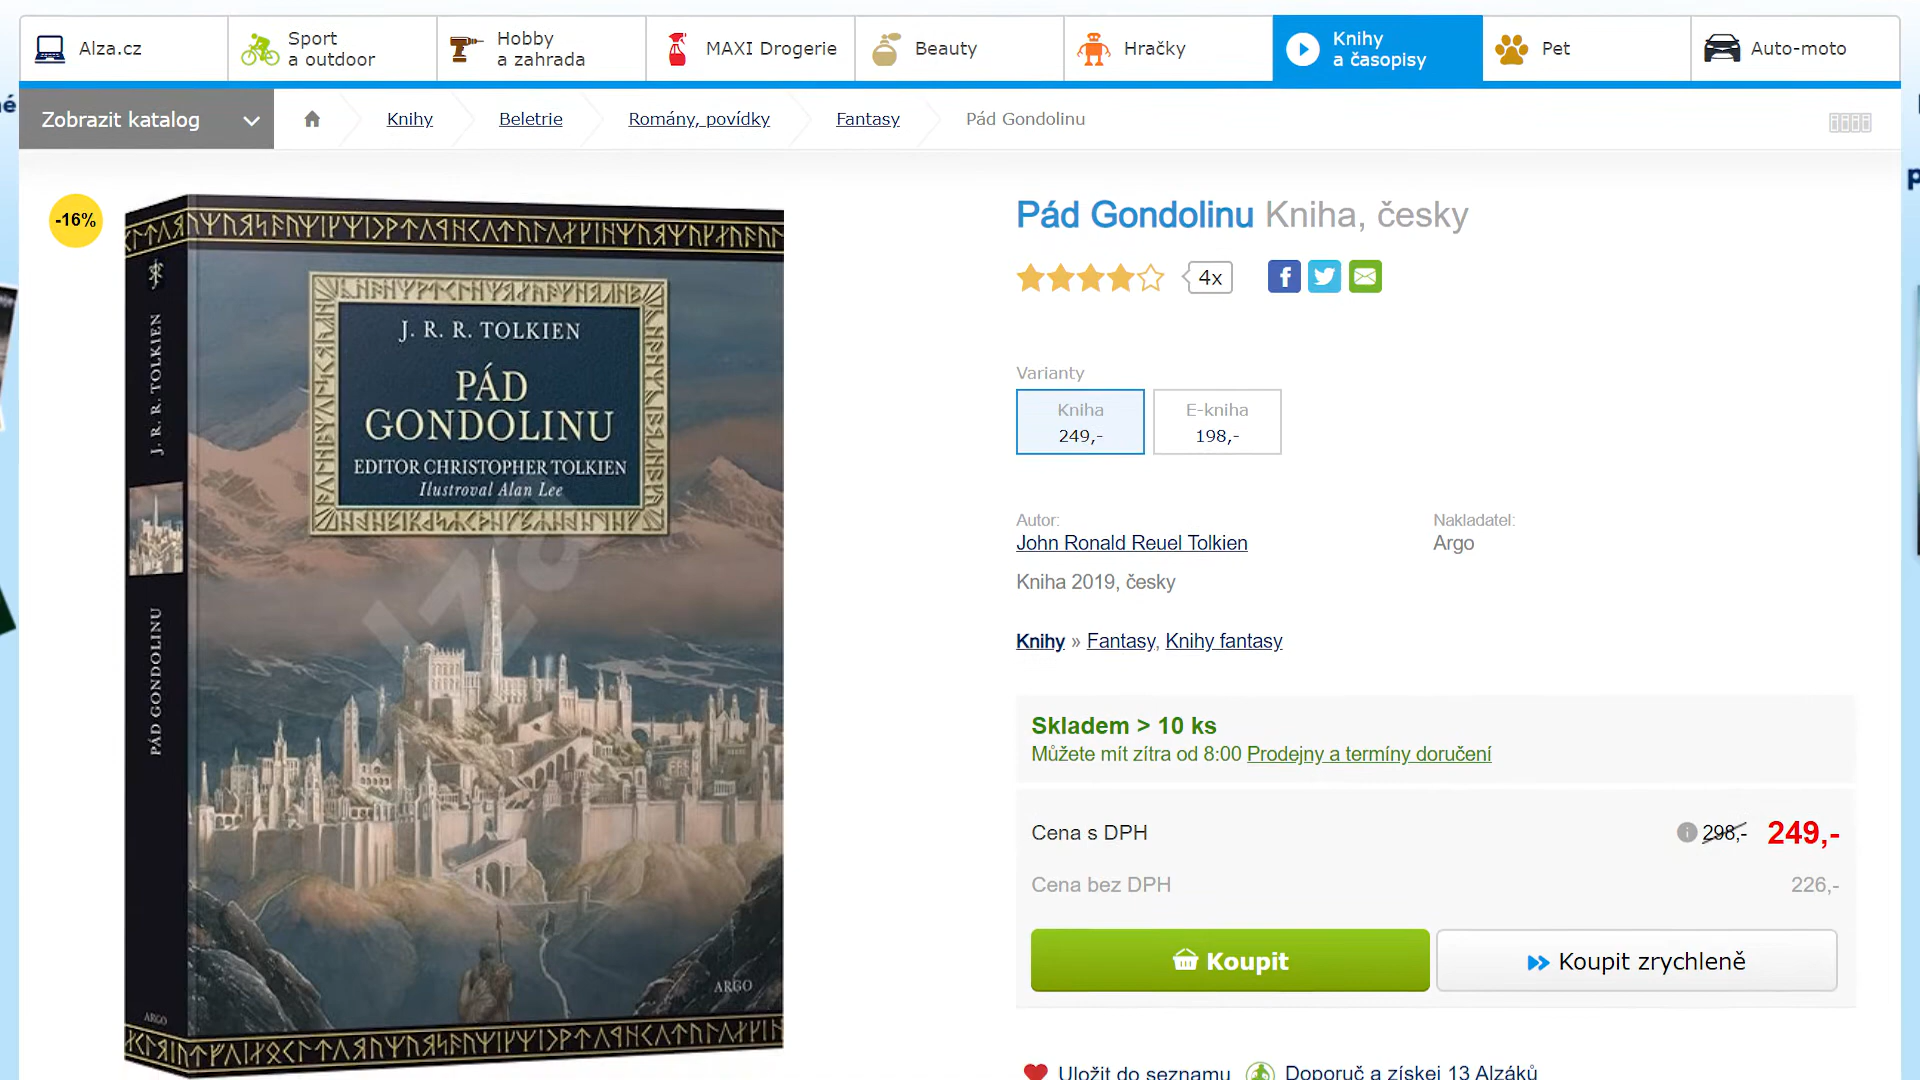 Alza.cz
Sport
a outdoor
Hobby
a zahrada
MAXI Drogerie
Beauty
Hračky
Knihy
a časopisy
Pet
Auto-moto
Zobrazit katalog
Knihy
Beletrie
Romány, povídky
Fantasy
Pád Gondolinu
-16%
J. R. R. TOLKIEN
PÁD GONDOLINU
ARGO
J. R. R. TOLKIEN
PÁD
GONDOLINU
EDITOR CHRISTOPHER TOLKIEN
Ilustroval Alan Lee
alza
ARGO
Pád Gondolinu Kniha, česky
4x
Varianty
Kniha
249,-
E-kniha
198,-
Autor:
John Ronald Reuel Tolkien
Nakladatel:
Argo
Kniha 2019, česky
Knihy » Fantasy, Knihy fantasy
Skladem > 10 ks
Můžete mít zítra od 8:00 Prodejny a termíny doručení
Cena s DPH
298,- 249,-
Cena bez DPH
226,-
Koupit
Koupit zrychleně
Uložit do seznamu
Doporuč a získej 13 Alzáků